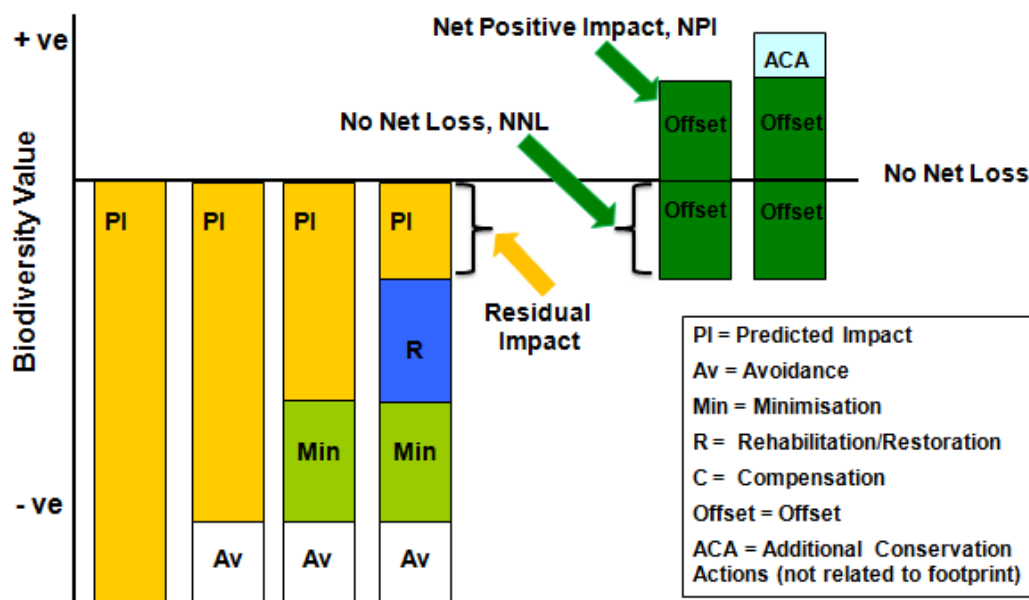 + ve
Net Positive Impact, NPI
ACA
No Net Loss, NNL
Offset
Offset
Biodiversity Value
No Net Loss
PI
PI
PI
PI
Offset
Offset
Residual
Impact
R
Min
Min
- ve
Av
Av
Av
PI = Predicted Impact
Av = Avoidance
Min = Minimisation
R = Rehabilitation/Restoration
C = Compensation
Offset = Offset
ACA = Additional Conservation
Actions (not related to footprint)